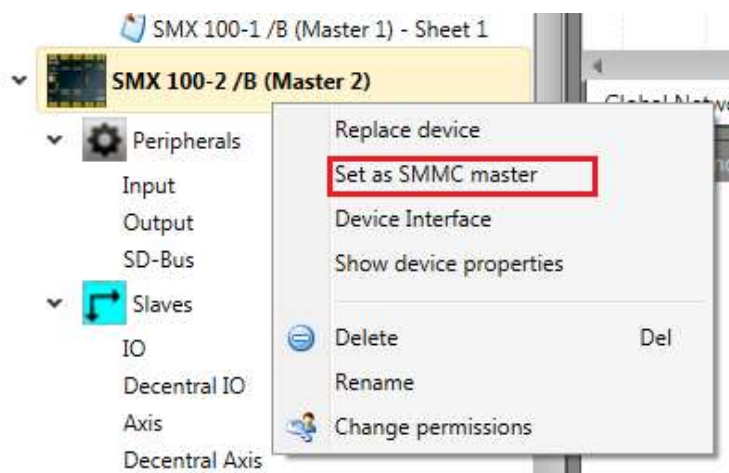 SMX 100-1 /B (Master 1) - Sheet 1
SMX 100-2 /B (Master 2)
Peripherals
Input
Output
SD-Bus
Slaves
IO
Decentral IO
Axis
Decentral Axis
Replace device
Set as SMMC master
Device Interface
Show device properties
Delete Del
Rename
Change permissions